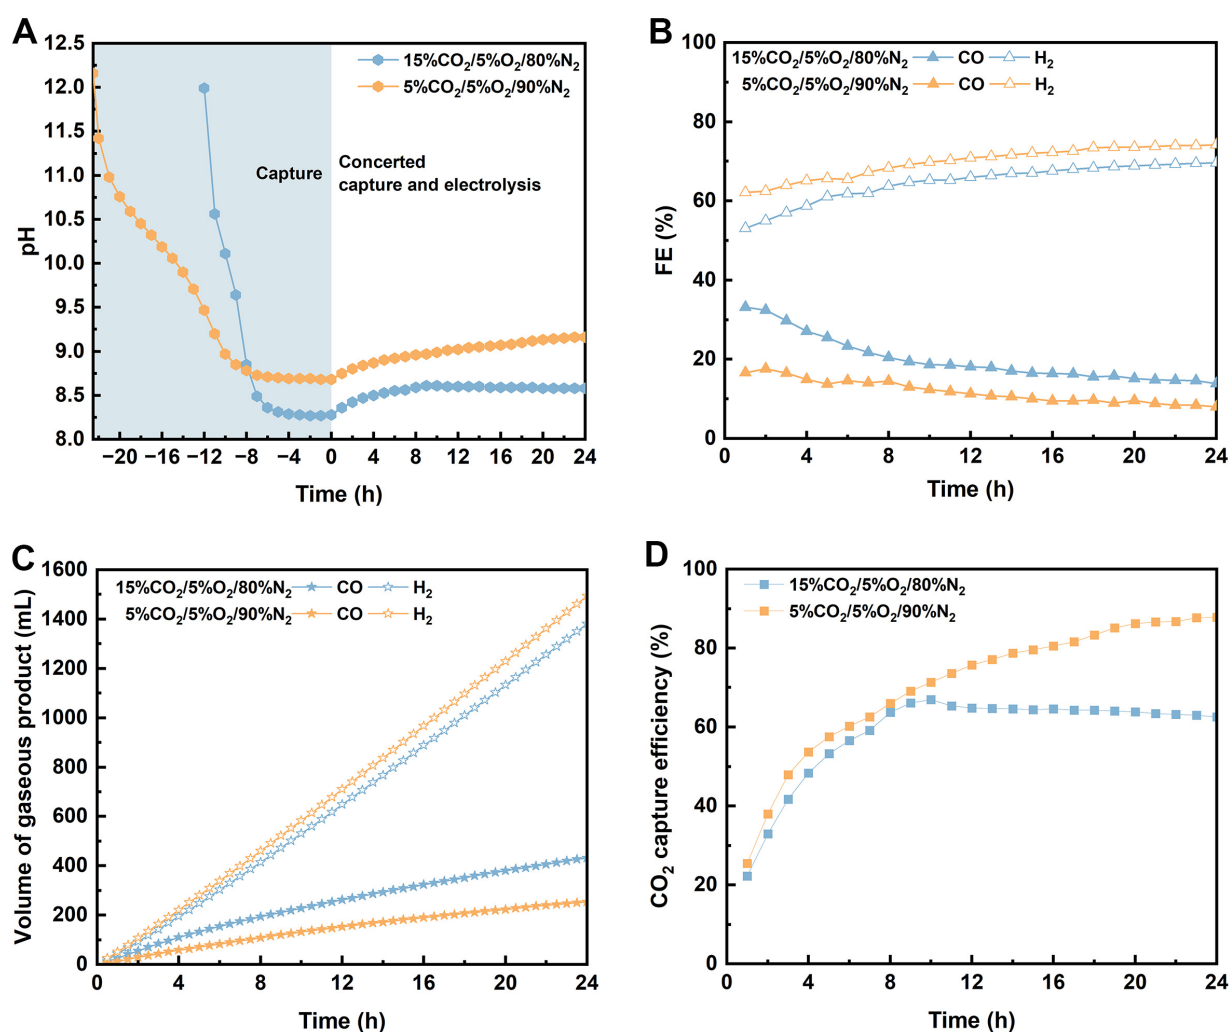 A
15%CO₂/5%O₂/80%N₂
5%CO₂/5%O₂/90%N₂
Capture
Concerted
capture and electrolysis
pH
12.5
12.0
11.5
11.0
10.5
10.0
9.5
9.0
8.5
8.0
−20 −16 −12 −8 −4 0 4 8 12 16 20 24
Time (h)
B
15%CO₂/5%O₂/80%N₂ CO H₂
5%CO₂/5%O₂/90%N₂ CO H₂
FE (%)
100
80
60
40
20
0
0 4 8 12 16 20 24
Time (h)
C
15%CO₂/5%O₂/80%N₂ CO H₂
5%CO₂/5%O₂/90%N₂ CO H₂
Volume of gaseous product (mL)
1600
1400
1200
1000
800
600
400
200
0
0 4 8 12 16 20 24
Time (h)
D
15%CO₂/5%O₂/80%N₂
5%CO₂/5%O₂/90%N₂
CO₂ capture efficiency (%)
100
80
60
40
20
0
0 4 8 12 16 20 24
Time (h)